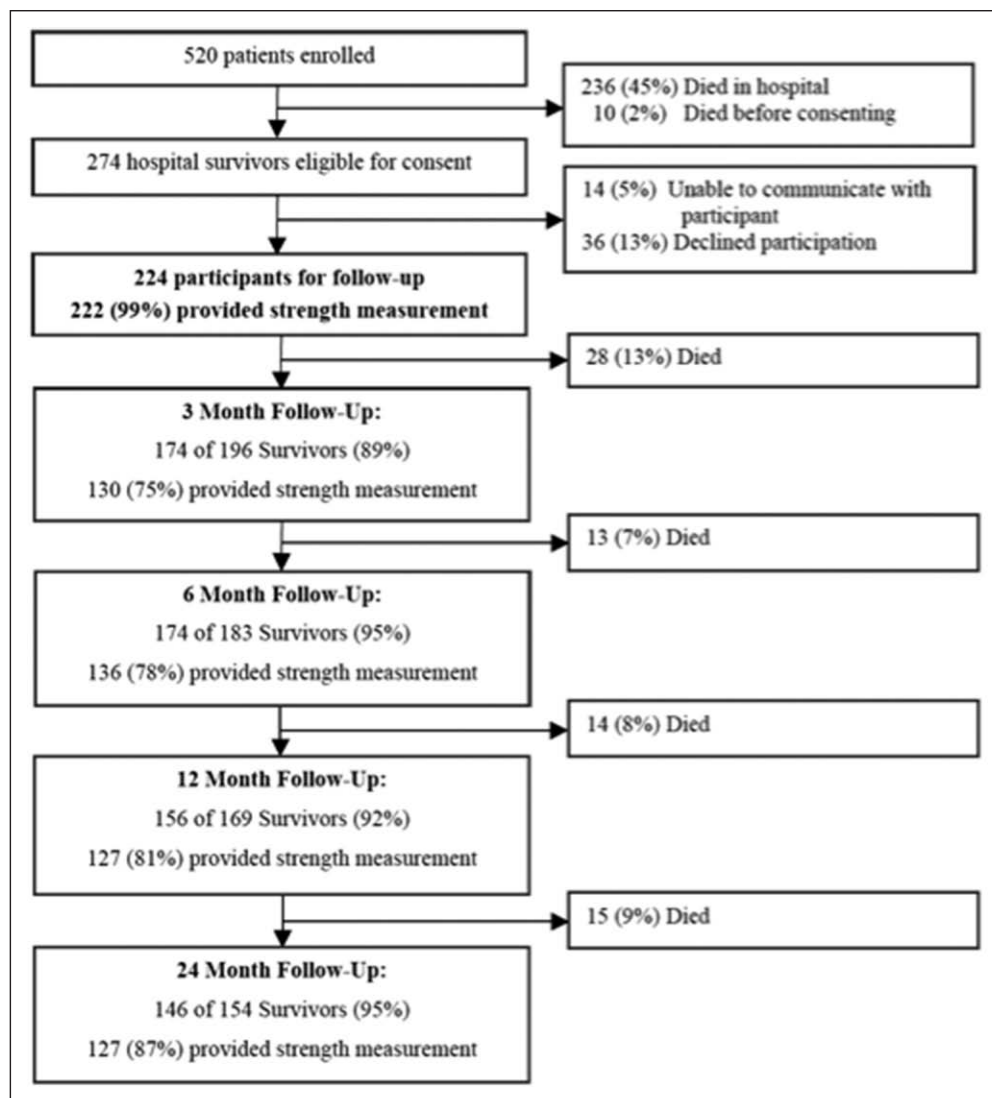 520 patients enrolled
236 (45%) Died in hospital
10 (2%) Died before consenting
274 hospital survivors eligible for consent
14 (5%) Unable to communicate with
participant
36 (13%) Declined participation
224 participants for follow-up
222 (99%) provided strength measurement
28 (13%) Died
3 Month Follow-Up:
174 of 196 Survivors (89%)
130 (75%) provided strength measurement
13 (7%) Died
6 Month Follow-Up:
174 of 183 Survivors (95%)
136 (78%) provided strength measurement
14 (8%) Died
12 Month Follow-Up:
156 of 169 Survivors (92%)
127 (81%) provided strength measurement
15 (9%) Died
24 Month Follow-Up:
146 of 154 Survivors (95%)
127 (87%) provided strength measurement